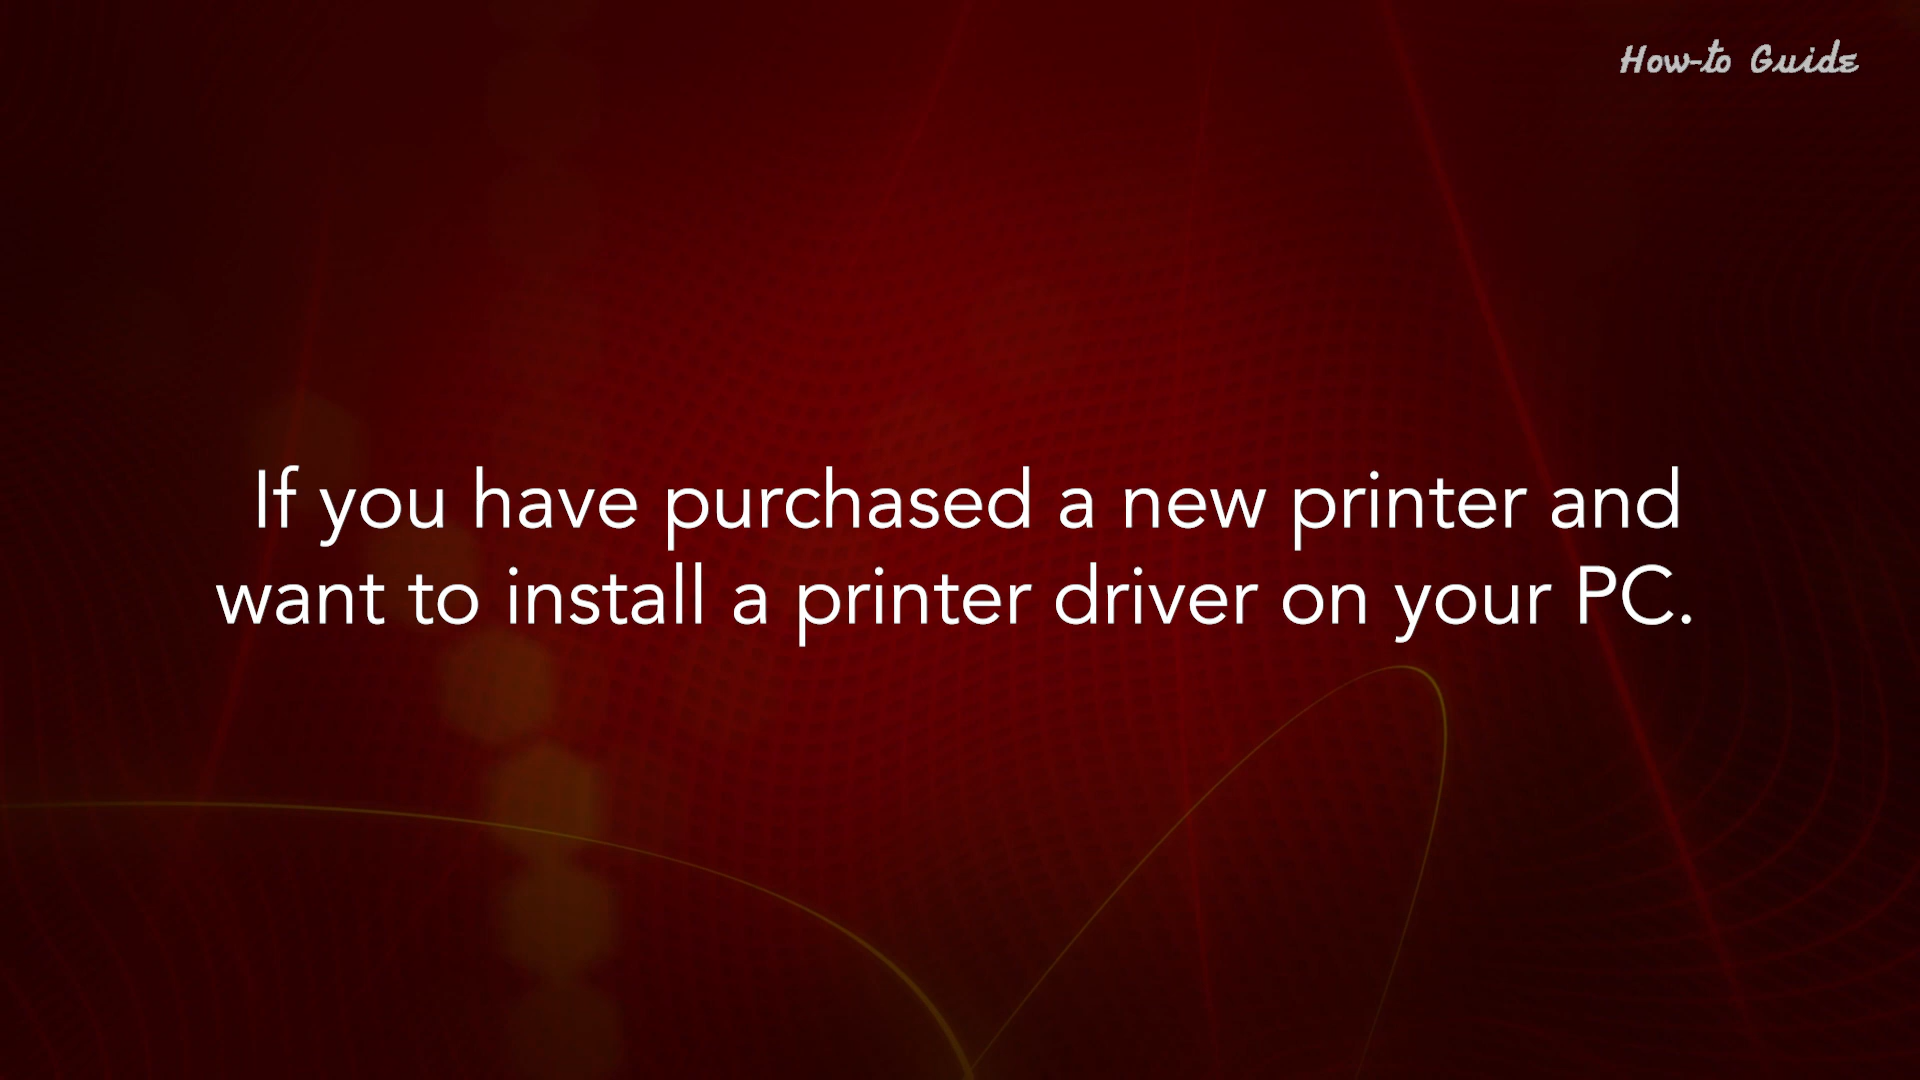 How-to Guide
If you have purchased a new printer and
want to install a printer driver on your PC.